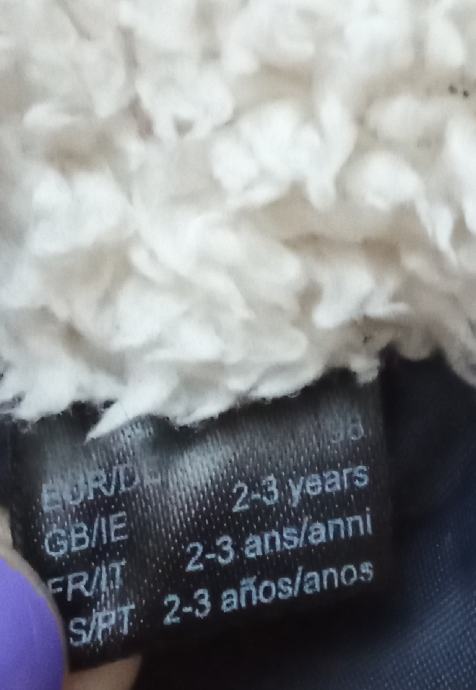 EUR/DE 98
GB/IE 2-3 years
FR/IT 2-3 ans/anni
S/PT 2-3 años/anos